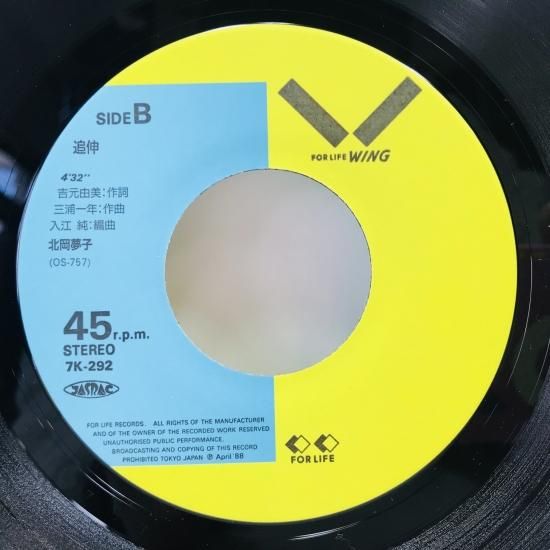 SIDE B
追伸
4'32"
吉元由美:作詞
三浦一年:作曲
入江 純:編曲
北岡夢子
(OS-757)
45 r.p.m.
STEREO
7K-292
JASRAC
FOR LIFE RECORDS. ALL RIGHTS OF THE MANUFACTURER
AND OF THE OWNER OF THE RECORDED WORK RESERVED
UNAUTHORISED PUBLIC PERFORMANCE.
BROADCASTING AND COPYING OF THIS RECORD
PROHIBITED TOKYO JAPAN ℗ April '88
FOR LIFE WING
FOR LIFE